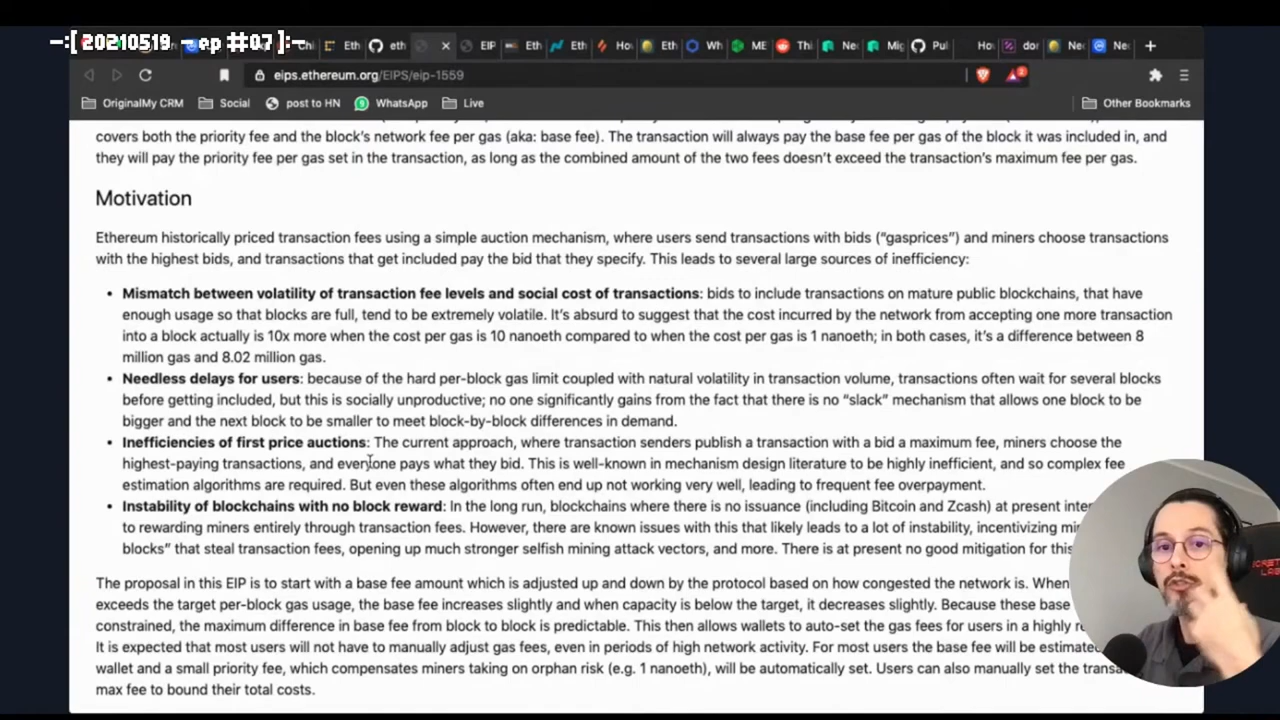 -:[ 20210519 - ep #07 ]:-
Eth
eth
EIP
Eth
Eth
Hov
Eth
Wh
ME
Thi
Nec
Mig
Pul
Ho
dor
Nec
Nec
eips.ethereum.org/EIPS/eip-1559
2
OriginalMy CRM
Social
post to HN
WhatsApp
Live
Other Bookmarks
covers both the priority fee and the block's network fee per gas (aka: base fee). The transaction will always pay the base fee per gas of the block it was included in, and
they will pay the priority fee per gas set in the transaction, as long as the combined amount of the two fees doesn't exceed the transaction's maximum fee per gas.
Motivation
Ethereum historically priced transaction fees using a simple auction mechanism, where users send transactions with bids ("gasprices") and miners choose transactions
with the highest bids, and transactions that get included pay the bid that they specify. This leads to several large sources of inefficiency:
• Mismatch between volatility of transaction fee levels and social cost of transactions: bids to include transactions on mature public blockchains, that have
enough usage so that blocks are full, tend to be extremely volatile. It's absurd to suggest that the cost incurred by the network from accepting one more transaction
into a block actually is 10x more when the cost per gas is 10 nanoeth compared to when the cost per gas is 1 nanoeth; in both cases, it's a difference between 8
million gas and 8.02 million gas.
• Needless delays for users: because of the hard per-block gas limit coupled with natural volatility in transaction volume, transactions often wait for several blocks
before getting included, but this is socially unproductive; no one significantly gains from the fact that there is no "slack" mechanism that allows one block to be
bigger and the next block to be smaller to meet block-by-block differences in demand.
• Inefficiencies of first price auctions: The current approach, where transaction senders publish a transaction with a bid a maximum fee, miners choose the
highest-paying transactions, and everyone pays what they bid. This is well-known in mechanism design literature to be highly inefficient, and so complex fee
estimation algorithms are required. But even these algorithms often end up not working very well, leading to frequent fee overpayment.
• Instability of blockchains with no block reward: In the long run, blockchains where there is no issuance (including Bitcoin and Zcash) at present
to rewarding miners entirely through transaction fees. However, there are known issues with this that likely leads to a lot of instability, incentivizing
blocks" that steal transaction fees, opening up much stronger selfish mining attack vectors, and more. There is at present no good mitigation for this
The proposal in this EIP is to start with a base fee amount which is adjusted up and down by the protocol based on how congested the network is. When
exceeds the target per-block gas usage, the base fee increases slightly and when capacity is below the target, it decreases slightly. Because these base
constrained, the maximum difference in base fee from block to block is predictable. This then allows wallets to auto-set the gas fees for users in a highly
It is expected that most users will not have to manually adjust gas fees, even in periods of high network activity. For most users the base fee will be
wallet and a small priority fee, which compensates miners taking on orphan risk (e.g. 1 nanoeth), will be automatically set. Users can also manually set the
max fee to bound their total costs.